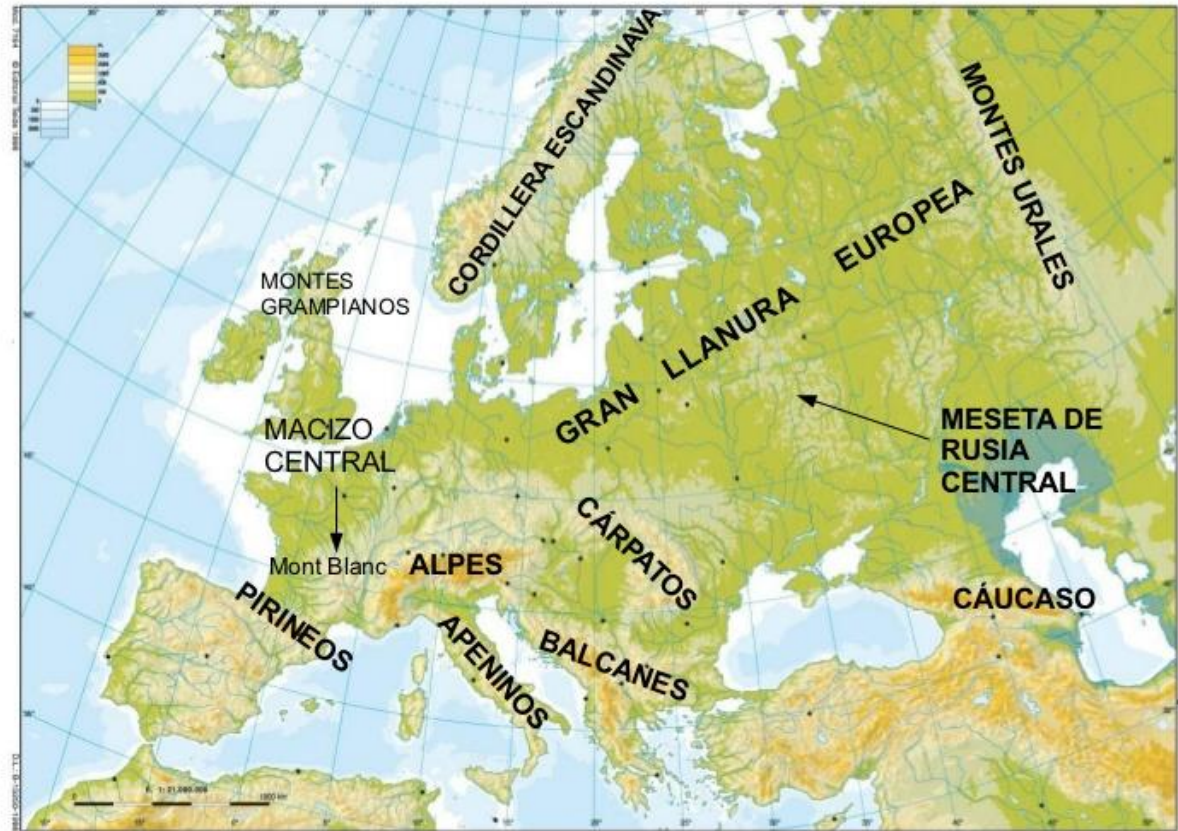 CORDILLERA ESCANDINAVA
MONTES URALES
MONTES
GRAMPIANOS
GRAN LLANURA EUROPEA
MACIZO
CENTRAL
MESETA DE
RUSIA
CENTRAL
Mont Blanc
ALPES
CÁRPATOS
PIRINEOS
APENINOS
BALCANES
CÁUCASO